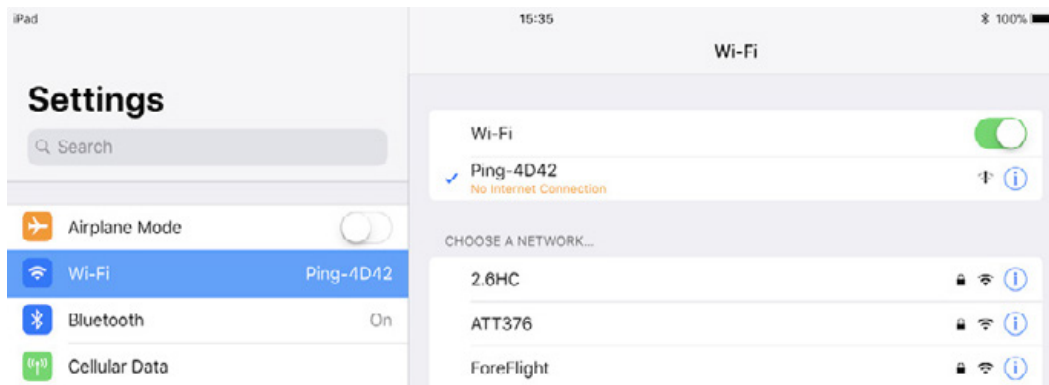 iPad
15:35
100%
Settings
Search
Airplane Mode
Wi-Fi Ping-4D42
Bluetooth On
Cellular Data
Wi-Fi
Wi-Fi
Ping-4D42
No Internet Connection
CHOOSE A NETWORK...
2.6HC
ATT376
ForeFlight